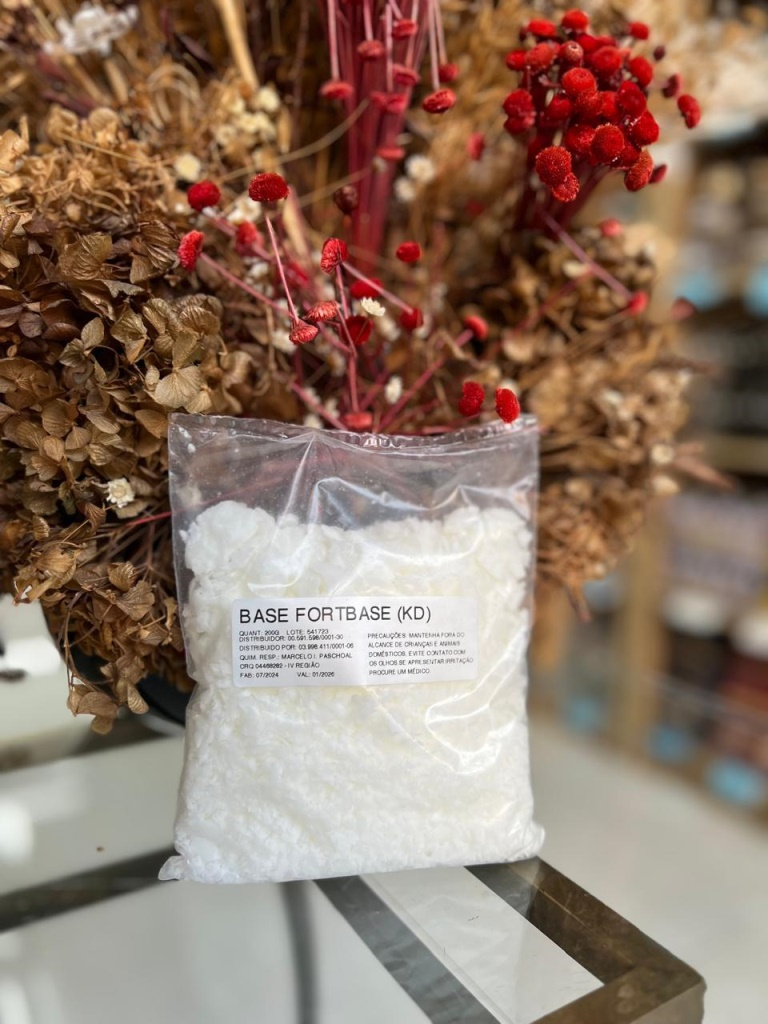 BASE FORTBASE (KD)
QUANT: 200G LOTE: 541723
DISTRIBUIDOR: 00.591.596/0001-30
DISTRIBUIDO POR: 03.998.411/0001-06
QUIM. RESP.: MARCELO I. PASCHOAL
CRQ 04468282 - IV REGIÃO
FAB: 07/2024 VAL: 01/2026
PRECAUÇÕES: MANTENHA FORA DO
ALCANCE DE CRIANÇAS E ANIMAIS
DOMÉSTICOS. EVITE CONTATO COM
OS OLHOS.SE APRESENTAR IRRITAÇÃO
PROCURE UM MÉDICO.